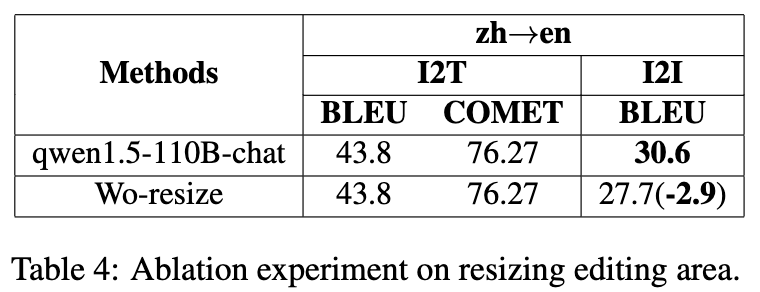 zh→en
Methods I2T I2I
BLEU COMET BLEU
qwen1.5-110B-chat 43.8 76.27 30.6
Wo-resize 43.8 76.27 27.7(-2.9)
Table 4: Ablation experiment on resizing editing area.